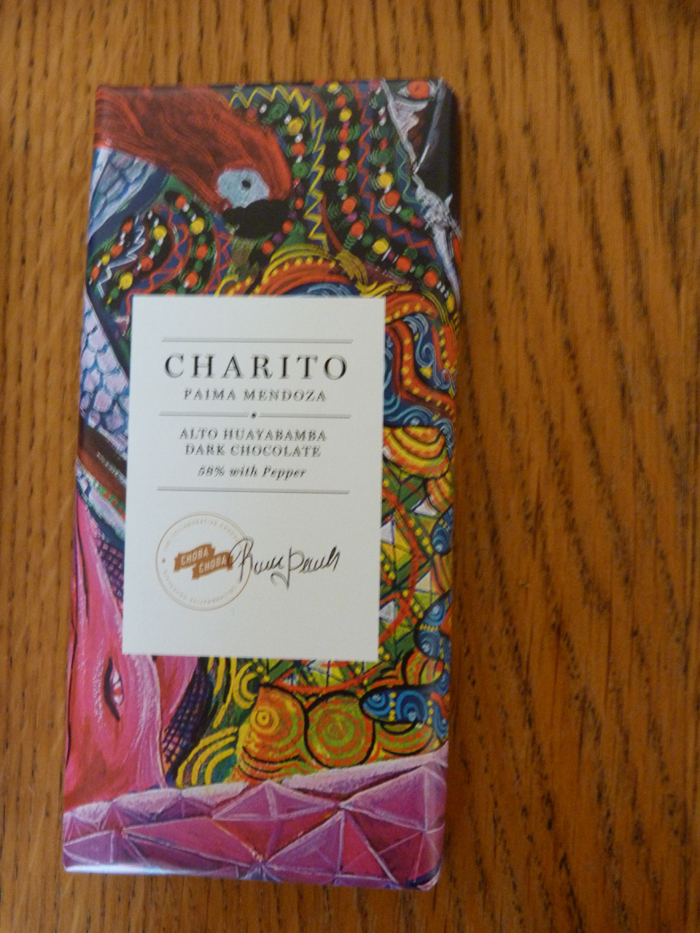 CHARITO
PAIMA MENDOZA
ALTO HUAYABAMBA
DARK CHOCOLATE
58% with Pepper
CHOBA
CHOBA